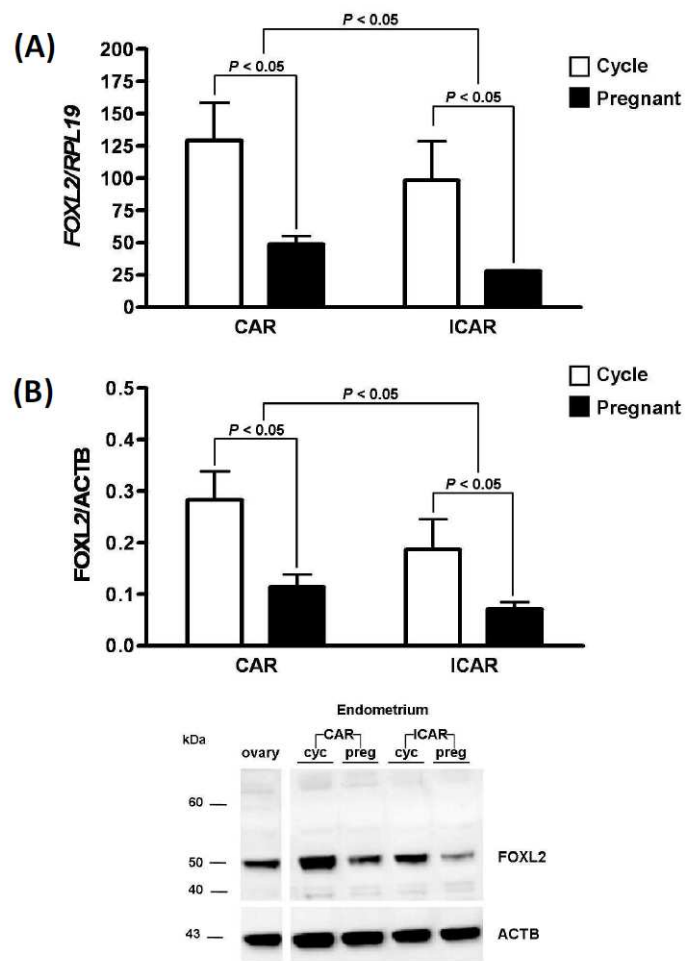 (A)
P < 0.05
Cycle
Pregnant
P < 0.05
P < 0.05
FOXL2/RPL19
200
175
150
125
100
75
50
25
0
CAR
ICAR
(B)
P < 0.05
Cycle
Pregnant
P < 0.05
P < 0.05
FOXL2/ACTB
0.5
0.4
0.3
0.2
0.1
0.0
CAR
ICAR
Endometrium
kDa
CAR ICAR
ovary cyc preg cyc preg
60
50 FOXL2
40
43 ACTB